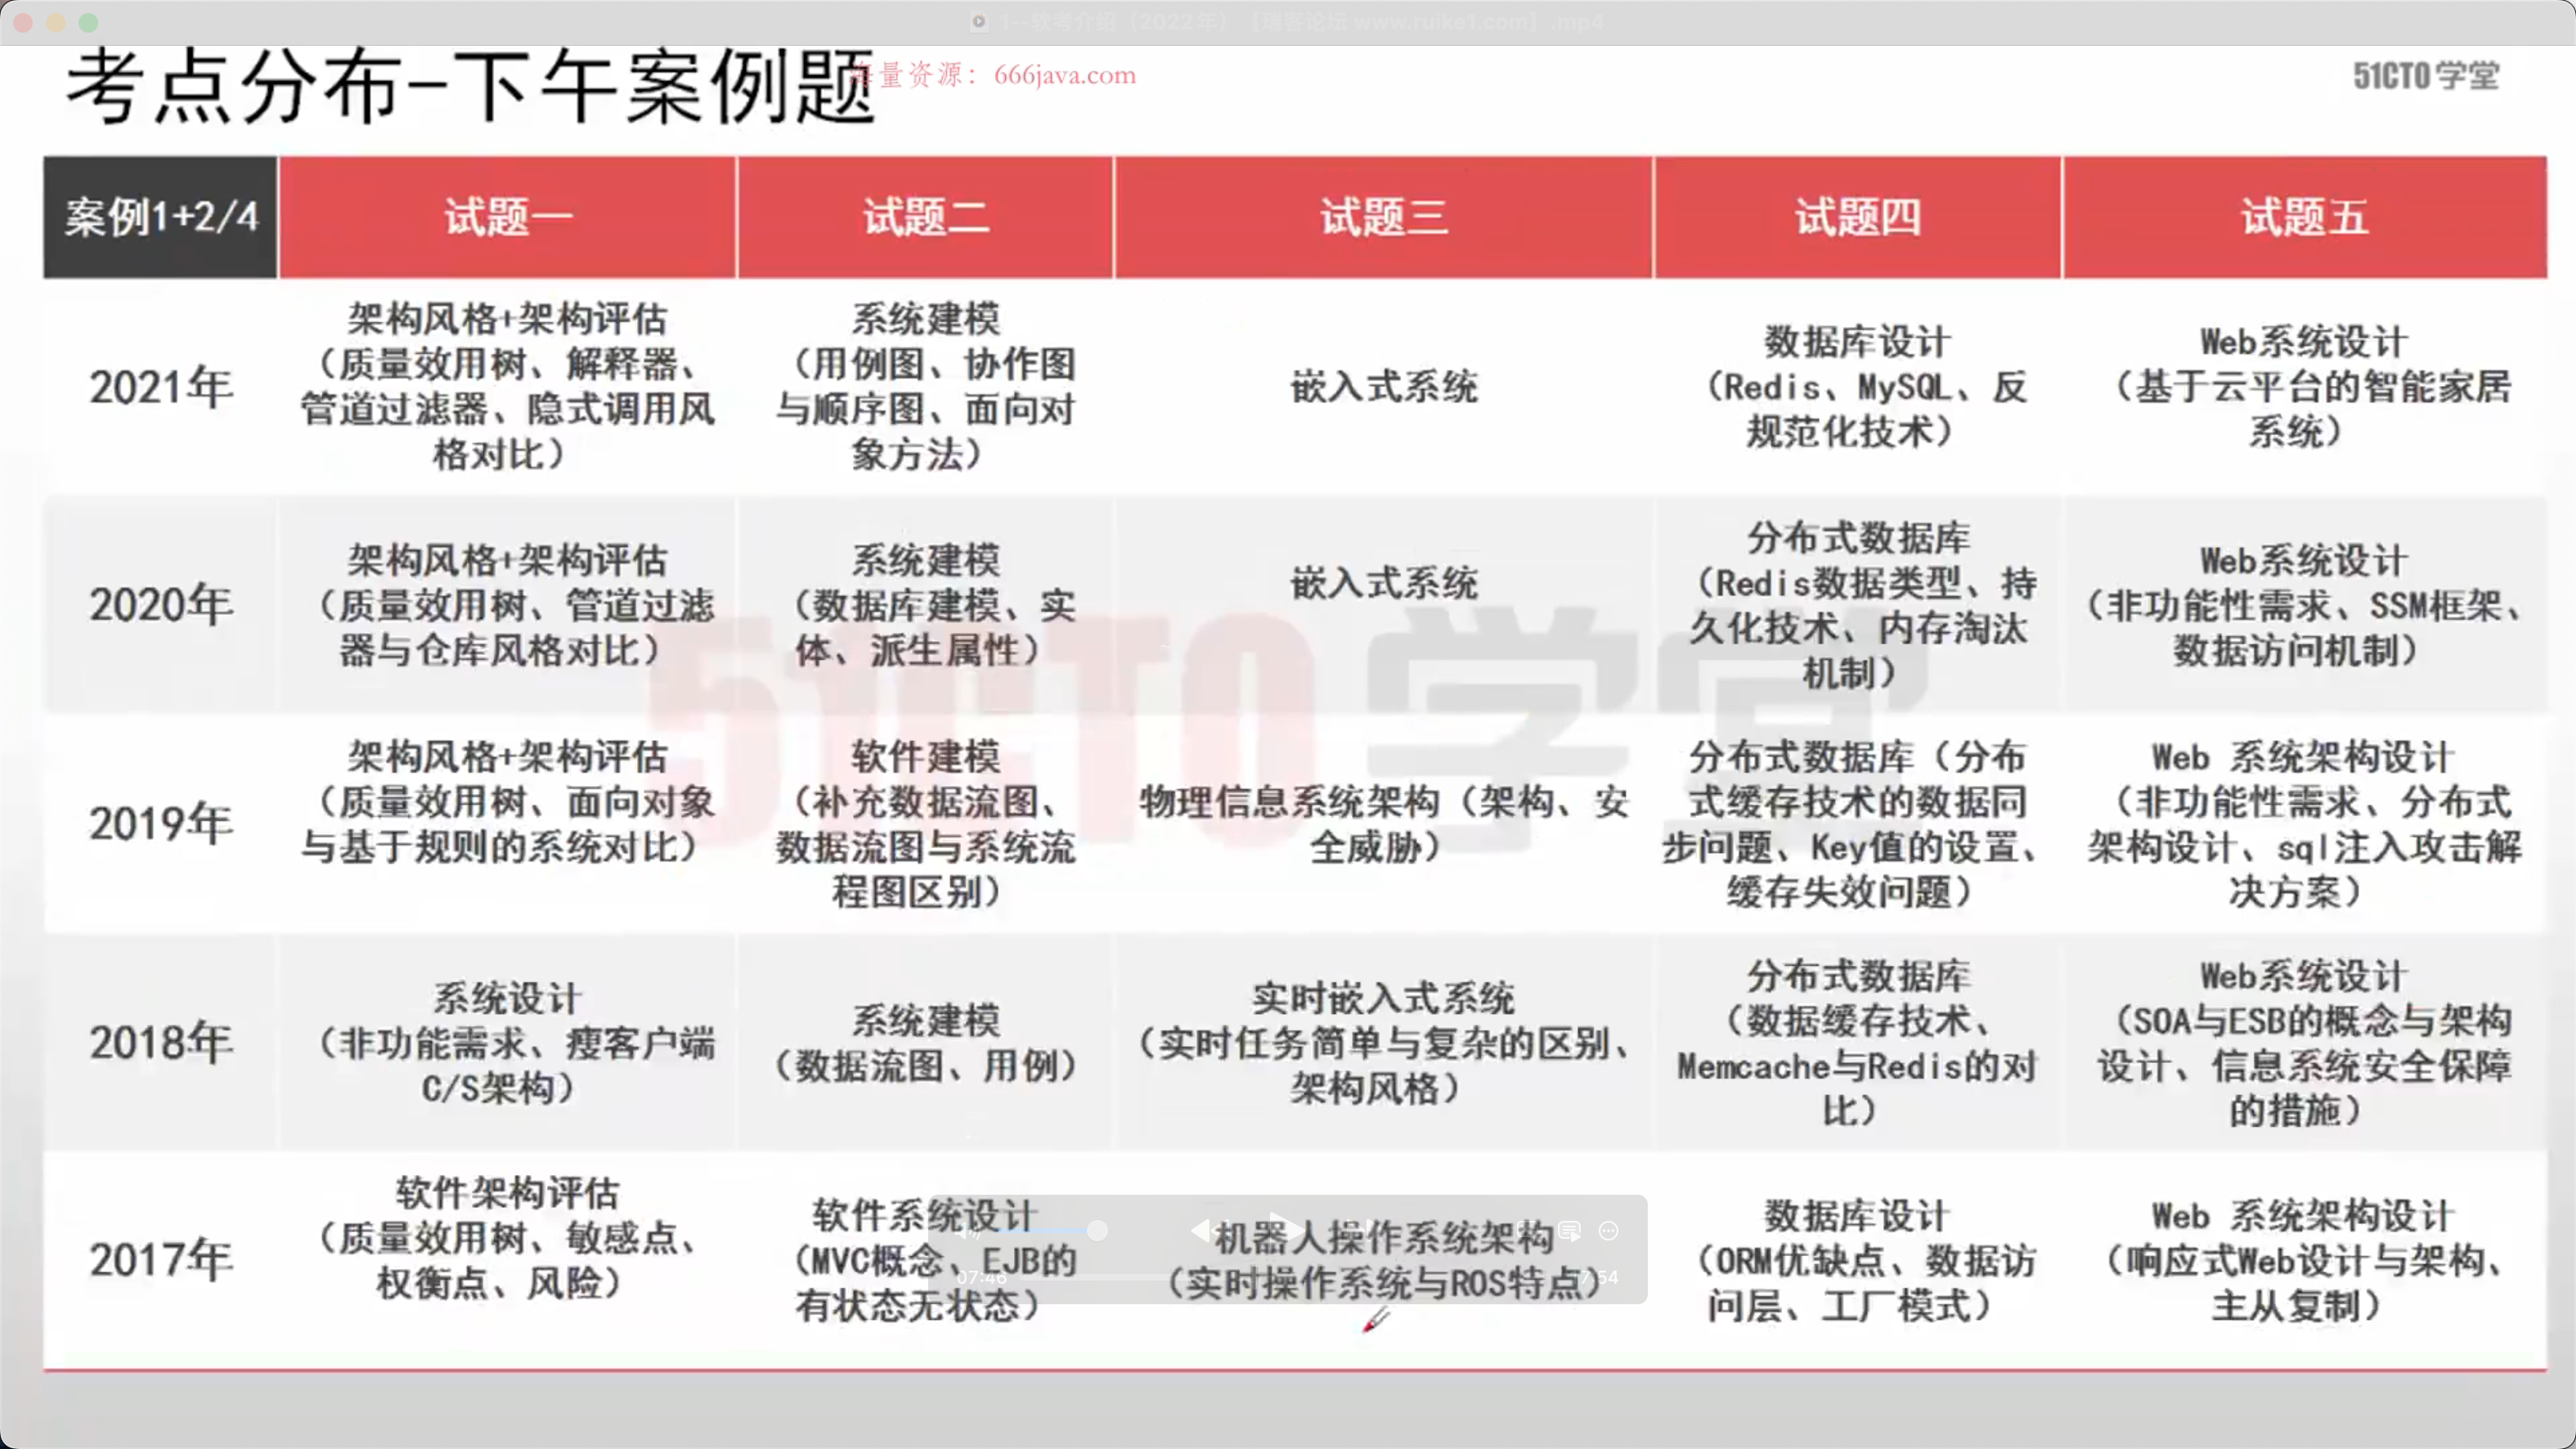 1--软考介绍（2022年）【瑞客论坛 www.ruike1.com】.mp4
考点分布-下午案例题
海量资源：666java.com
51CTO学堂
案例1+2/4
试题一
试题二
试题三
试题四
试题五
2021年
架构风格+架构评估
（质量效用树、解释器、
管道过滤器、隐式调用风
格对比）
系统建模
（用例图、协作图
与顺序图、面向对
象方法）
嵌入式系统
数据库设计
（Redis、MySQL、反
规范化技术）
Web系统设计
（基于云平台的智能家居
系统）
2020年
架构风格+架构评估
（质量效用树、管道过滤
器与仓库风格对比）
系统建模
（数据库建模、实
体、派生属性）
嵌入式系统
分布式数据库
（Redis数据类型、持
久化技术、内存淘汰
机制）
Web系统设计
（非功能性需求、SSM框架、
数据访问机制）
51CTO学堂
2019年
架构风格+架构评估
（质量效用树、面向对象
与基于规则的系统对比）
软件建模
（补充数据流图、
数据流图与系统流
程图区别）
物理信息系统架构（架构、安
全威胁）
分布式数据库（分布
式缓存技术的数据同
步问题、Key值的设置、
缓存失效问题）
Web 系统架构设计
（非功能性需求、分布式
架构设计、sql注入攻击解
决方案）
2018年
系统设计
（非功能需求、瘦客户端
C/S架构）
系统建模
（数据流图、用例）
实时嵌入式系统
（实时任务简单与复杂的区别、
架构风格）
分布式数据库
（数据缓存技术、
Memcache与Redis的对
比）
Web系统设计
（SOA与ESB的概念与架构
设计、信息系统安全保障
的措施）
2017年
软件架构评估
（质量效用树、敏感点、
权衡点、风险）
软件系统设计
（MVC概念、EJB的
有状态无状态）
机器人操作系统架构
（实时操作系统与ROS特点）
数据库设计
（ORM优缺点、数据访
问层、工厂模式）
Web 系统架构设计
（响应式Web设计与架构、
主从复制）
07:46